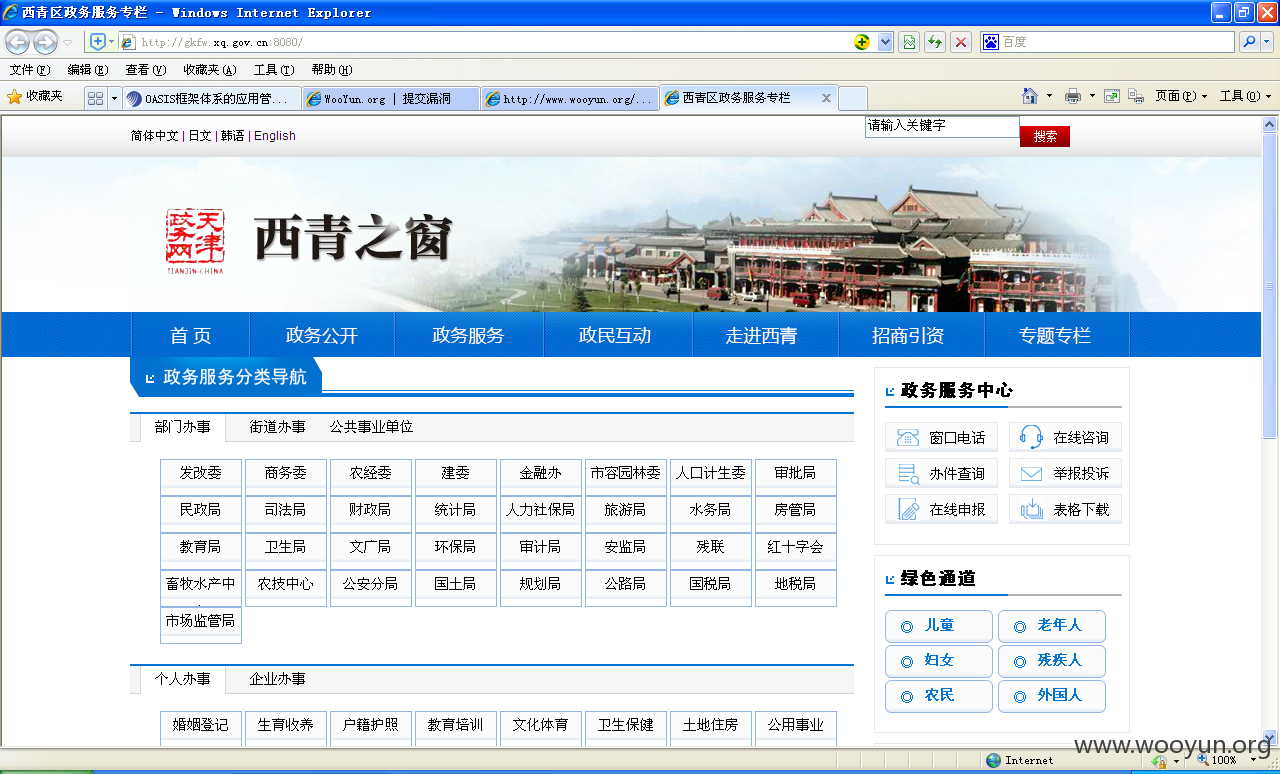 西青区政务服务专栏 - Windows Internet Explorer
http://gkfw.xq.gov.cn:8080/
百度
文件(F) 编辑(E) 查看(V) 收藏夹(A) 工具(T) 帮助(H)
收藏夹 OASIS框架体系的应用管... WooYun.org | 提交漏洞 http://www.wooyun.org/... 西青区政务服务专栏 页面(P) 工具(O)
简体中文 | 日文 | 韩语 | English 请输入关键字 搜索
天津政务网
TIANJIN·CHINA
西青之窗
首 页 政务公开 政务服务 政民互动 走进西青 招商引资 专题专栏
政务服务分类导航
部门办事 街道办事 公共事业单位
发改委 商务委 农经委 建委 金融办 市容园林委 人口计生委 审批局
民政局 司法局 财政局 统计局 人力社保局 旅游局 水务局 房管局
教育局 卫生局 文广局 环保局 审计局 安监局 残联 红十字会
畜牧水产中 农技中心 公安分局 国土局 规划局 公路局 国税局 地税局
市场监管局
个人办事 企业办事
婚姻登记 生育收养 户籍护照 教育培训 文化体育 卫生保健 土地住房 公用事业
政务服务中心
窗口电话 在线咨询
办件查询 举报投诉
在线申报 表格下载
绿色通道
儿童 老年人
妇女 残疾人
农民 外国人
www.wooyun.org
Internet 100%